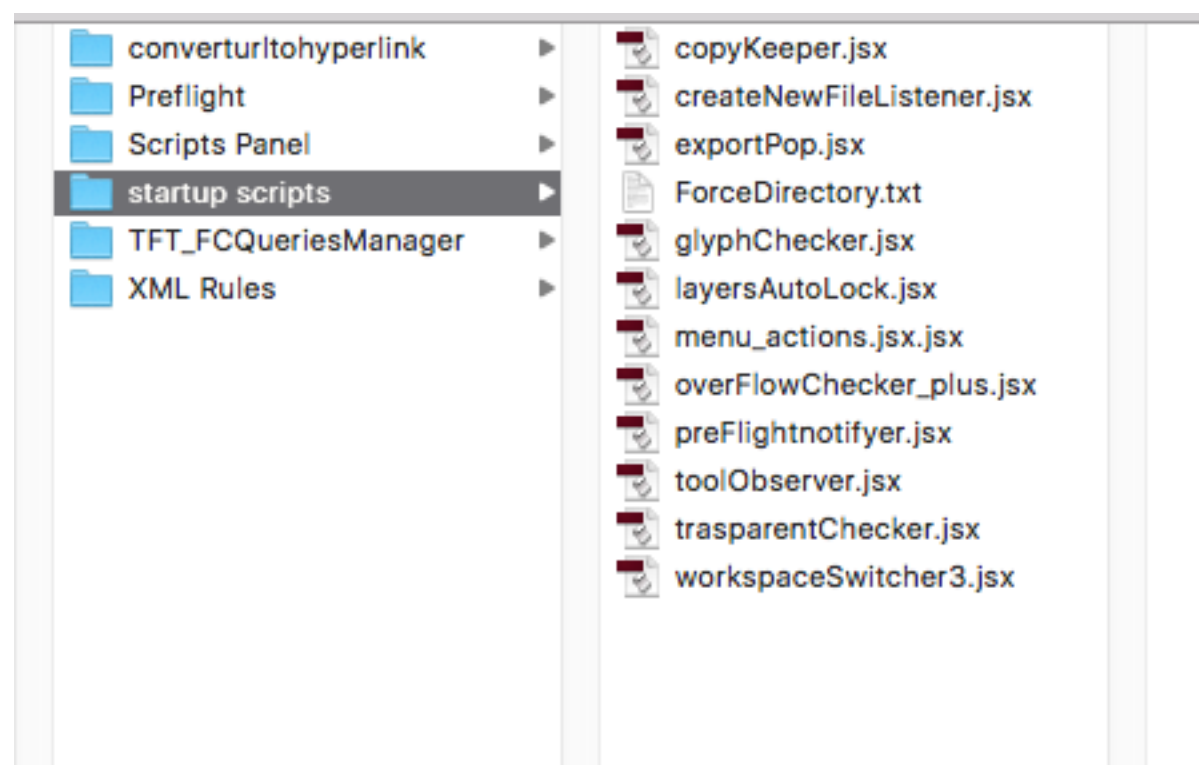 converturltohyperlink
Preflight
Scripts Panel
startup scripts
TFT_FCQueriesManager
XML Rules
copyKeeper.jsx
createNewFileListener.jsx
exportPop.jsx
ForceDirectory.txt
glyphChecker.jsx
layersAutoLock.jsx
menu_actions.jsx.jsx
overFlowChecker_plus.jsx
preFlightnotifyer.jsx
toolObserver.jsx
trasparentChecker.jsx
workspaceSwitcher3.jsx